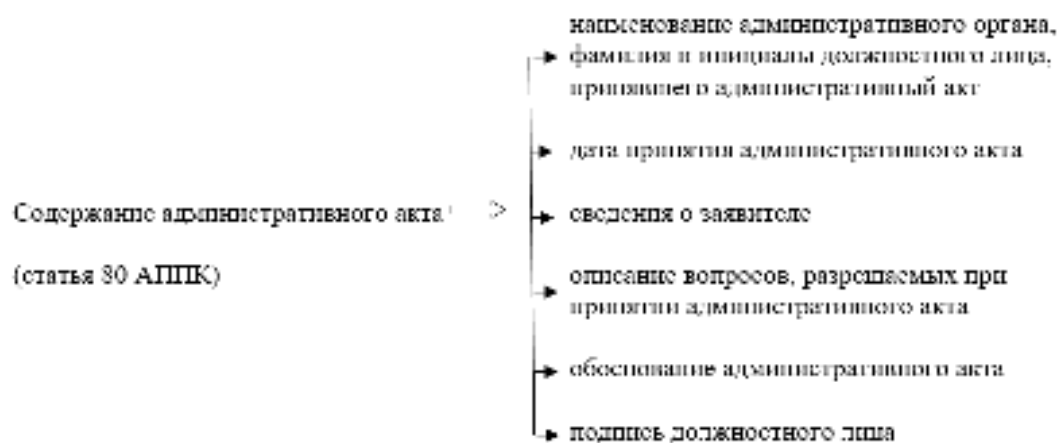 Содержание административного акта
(статья 80 АППК)
наименование административного органа,
фамилия и инициалы должностного лица,
принявшего административный акт
дата принятия административного акта
сведения о заявителе
описание вопросов, разрешаемых при
принятии административного акта
обоснование административного акта
подпись должностного лица